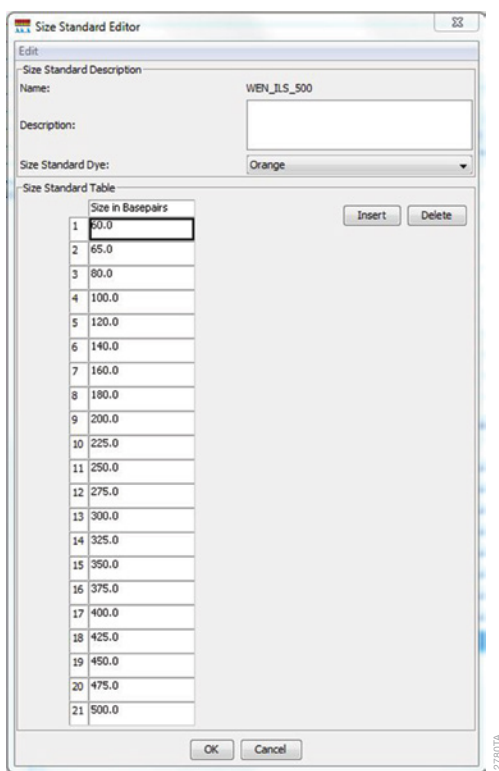 Size Standard Editor
Edit
Size Standard Description
Name: WEN_ILS_500
Description:
Size Standard Dye: Orange
Size Standard Table
Size in Basepairs
Insert Delete
1 60.0
2 65.0
3 80.0
4 100.0
5 120.0
6 140.0
7 160.0
8 180.0
9 200.0
10 225.0
11 250.0
12 275.0
13 300.0
14 325.0
15 350.0
16 375.0
17 400.0
18 425.0
19 450.0
20 475.0
21 500.0
OK Cancel
2780TA